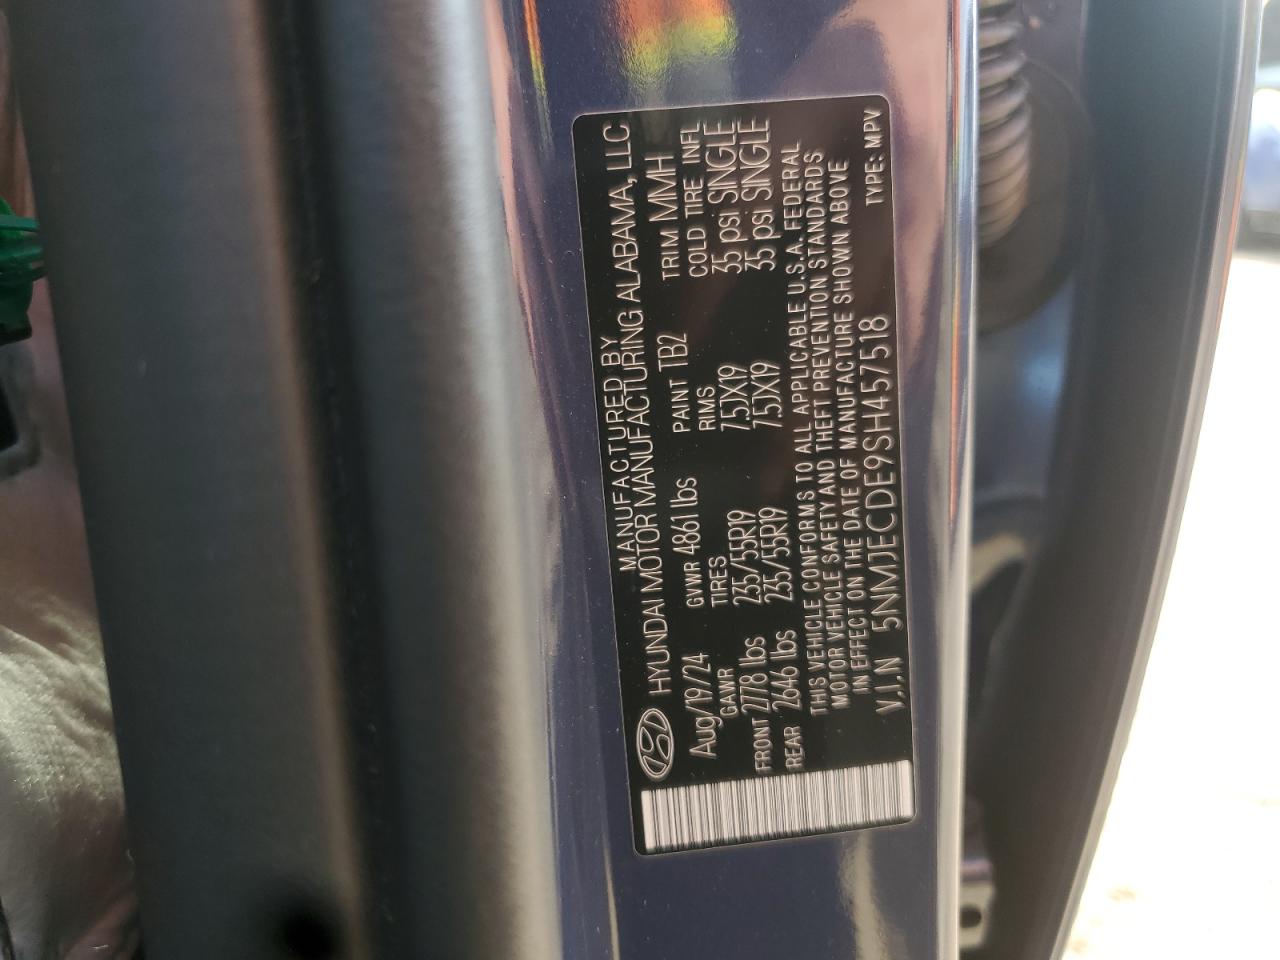 MANUFACTURED BY
HYUNDAI MOTOR MANUFACTURING ALABAMA, LLC
Aug/19/24 GVWR 4861 lbs PAINT TB2 TRIM MMH
GAWR TIRES RIMS COLD TIRE INFL
FRONT 2778 lbs 235/55R19 7.5JX19 35 psi SINGLE
REAR 2646 lbs 235/55R19 7.5JX19 35 psi SINGLE
THIS VEHICLE CONFORMS TO ALL APPLICABLE U.S.A. FEDERAL
MOTOR VEHICLE SAFETY AND THEFT PREVENTION STANDARDS
IN EFFECT ON THE DATE OF MANUFACTURE SHOWN ABOVE
V.I.N 5NMJECDE9SH457518 TYPE: MPV